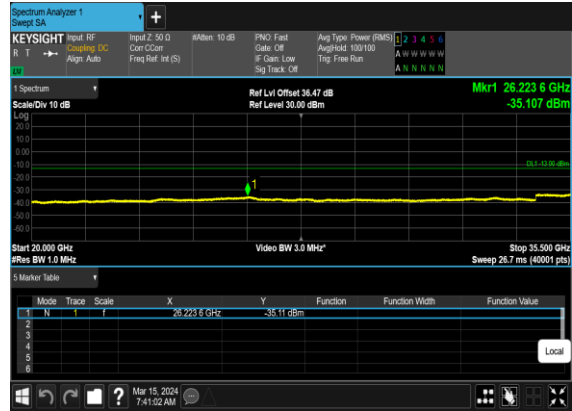 Spectrum Analyzer 1
Swept SA
KEYSIGHT
R T
Input: RF
Coupling: DC
Align: Auto
Input Z: 50 Ω
Corr CCorr
Freq Ref: Int (S)
#Atten: 10 dB
PNO: Fast
Gate: Off
IF Gain: Low
Sig Track: Off
Avg Type: Power (RMS)
Avg|Hold: 100/100
Trig: Free Run
1 2 3 4 5 6
A W W W W W
A N N N N N
1 Spectrum
Scale/Div 10 dB
Ref Lvl Offset 36.47 dB
Ref Level 30.00 dBm
Mkr1 26.223 6 GHz
-35.107 dBm
Log
20.0
10.0
0.00
-10.0
-20.0
-30.0
-40.0
-50.0
-60.0
DL1 -13.00 dBm
1
Start 20.000 GHz
#Res BW 1.0 MHz
Video BW 3.0 MHz*
Stop 35.500 GHz
Sweep 26.7 ms (40001 pts)
5 Marker Table
Mode Trace Scale X Y Function Function Width Function Value
1 N 1 f 26.223 6 GHz -35.11 dBm
2
3
4
5
6
Local
? Mar 15, 2024
7:41:02 AM